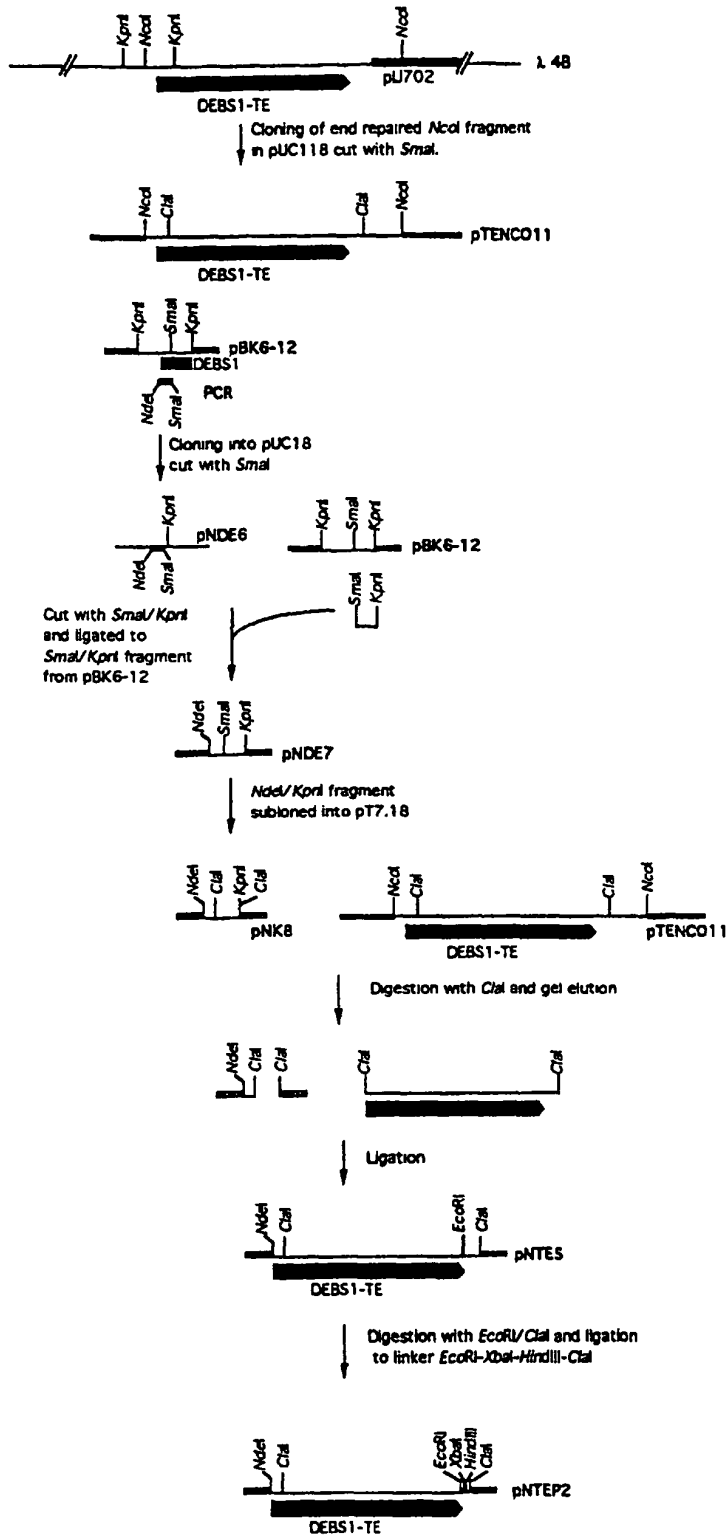 KpnI NcoI KpnI NcoI
λ 4B
pIJ702
DEBS1-TE
Cloning of end repaired NcoI fragment
in pUC118 cut with SmaI.
NcoI ClaI ClaI NcoI
pTENCO11
DEBS1-TE
KpnI SmaI KpnI
pBK6-12
DEBS1
PCR
NdeI SmaI
Cloning into pUC18
cut with SmaI
KpnI
pNDE6
NdeI SmaI
KpnI SmaI KpnI
pBK6-12
SmaI KpnI
Cut with SmaI/KpnI
and ligated to
SmaI/KpnI fragment
from pBK6-12
NdeI SmaI KpnI
pNDE7
NdeI/KpnI fragment
subloned into pT7.18
NdeI ClaI KpnI ClaI
pNK8
NcoI ClaI ClaI NcoI
pTENCO11
DEBS1-TE
Digestion with ClaI and gel elution
NdeI ClaI ClaI
ClaI ClaI
Ligation
NdeI ClaI EcoRI ClaI
pNTE5
DEBS1-TE
Digestion with EcoRI/ClaI and ligation
to linker EcoRI-XbaI-HindIII-ClaI
NdeI ClaI EcoRI XbaI HindIII ClaI
pNTEP2
DEBS1-TE